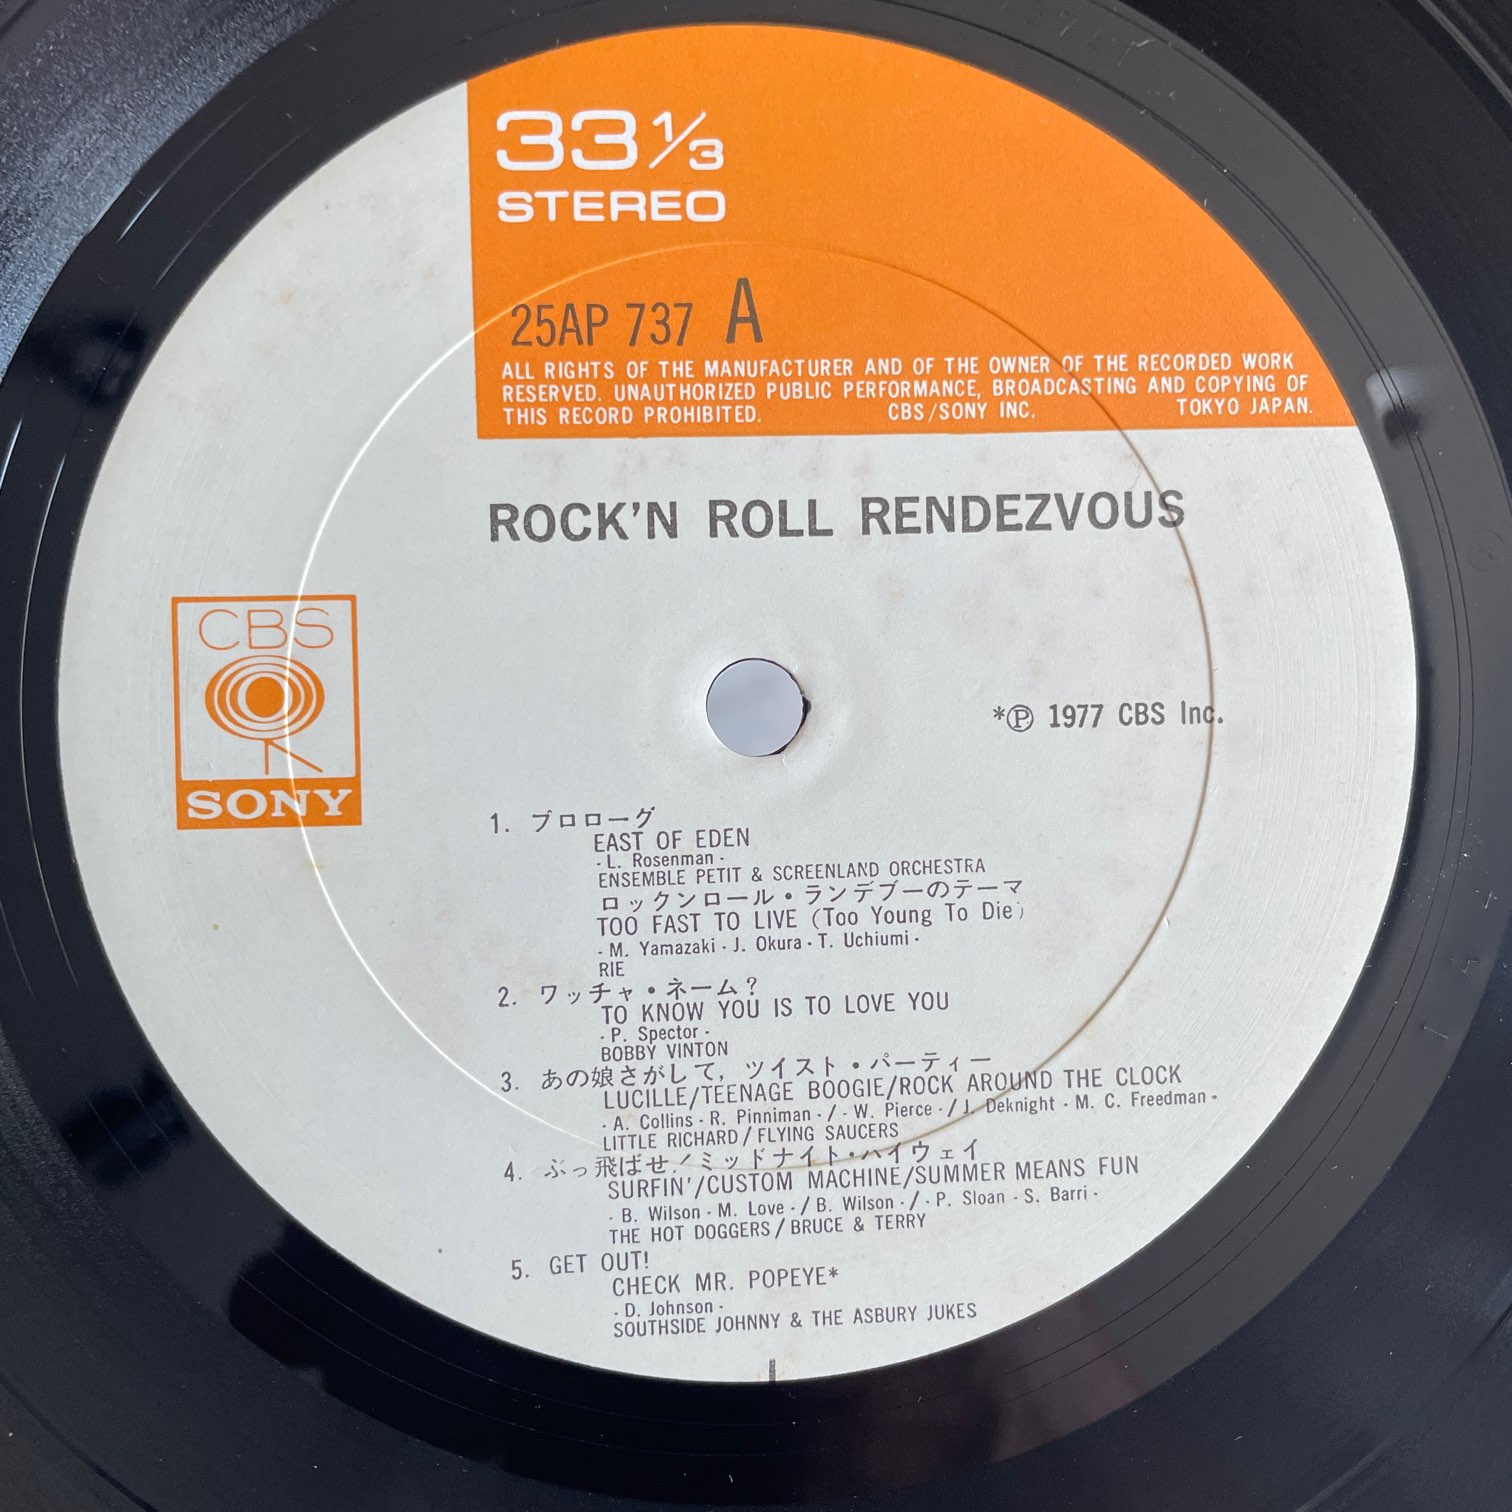 33 1/3
STEREO
25AP 737 A
ALL RIGHTS OF THE MANUFACTURER AND OF THE OWNER OF THE RECORDED WORK
RESERVED. UNAUTHORIZED PUBLIC PERFORMANCE, BROADCASTING AND COPYING OF
THIS RECORD PROHIBITED. CBS/SONY INC. TOKYO JAPAN.
ROCK'N ROLL RENDEZVOUS
CBS
SONY
*Ⓟ 1977 CBS Inc.
1. プロローグ
EAST OF EDEN
- L. Rosenman -
ENSEMBLE PETIT & SCREENLAND ORCHESTRA
ロックンロール・ランデブーのテーマ
TOO FAST TO LIVE (Too Young To Die)
- M. Yamazaki - J. Okura - T. Uchiumi -
RIE
2. ワッチャ・ネーム?
TO KNOW YOU IS TO LOVE YOU
- P. Spector -
BOBBY VINTON
3. あの娘さがして, ツイスト・パーティー
LUCILLE/TEENAGE BOOGIE/ROCK AROUND THE CLOCK
- A. Collins - R. Pinniman - / - W. Pierce - / J. Deknight - M. C. Freedman -
LITTLE RICHARD / FLYING SAUCERS
4. ぶっ飛ばせ!ミッドナイト・ハイウェイ
SURFIN'/CUSTOM MACHINE/SUMMER MEANS FUN
- B. Wilson - M. Love - / B. Wilson - / - P. Sloan - S. Barri -
THE HOT DOGGERS / BRUCE & TERRY
5. GET OUT!
CHECK MR. POPEYE*
- D. Johnson -
SOUTHSIDE JOHNNY & THE ASBURY JUKES